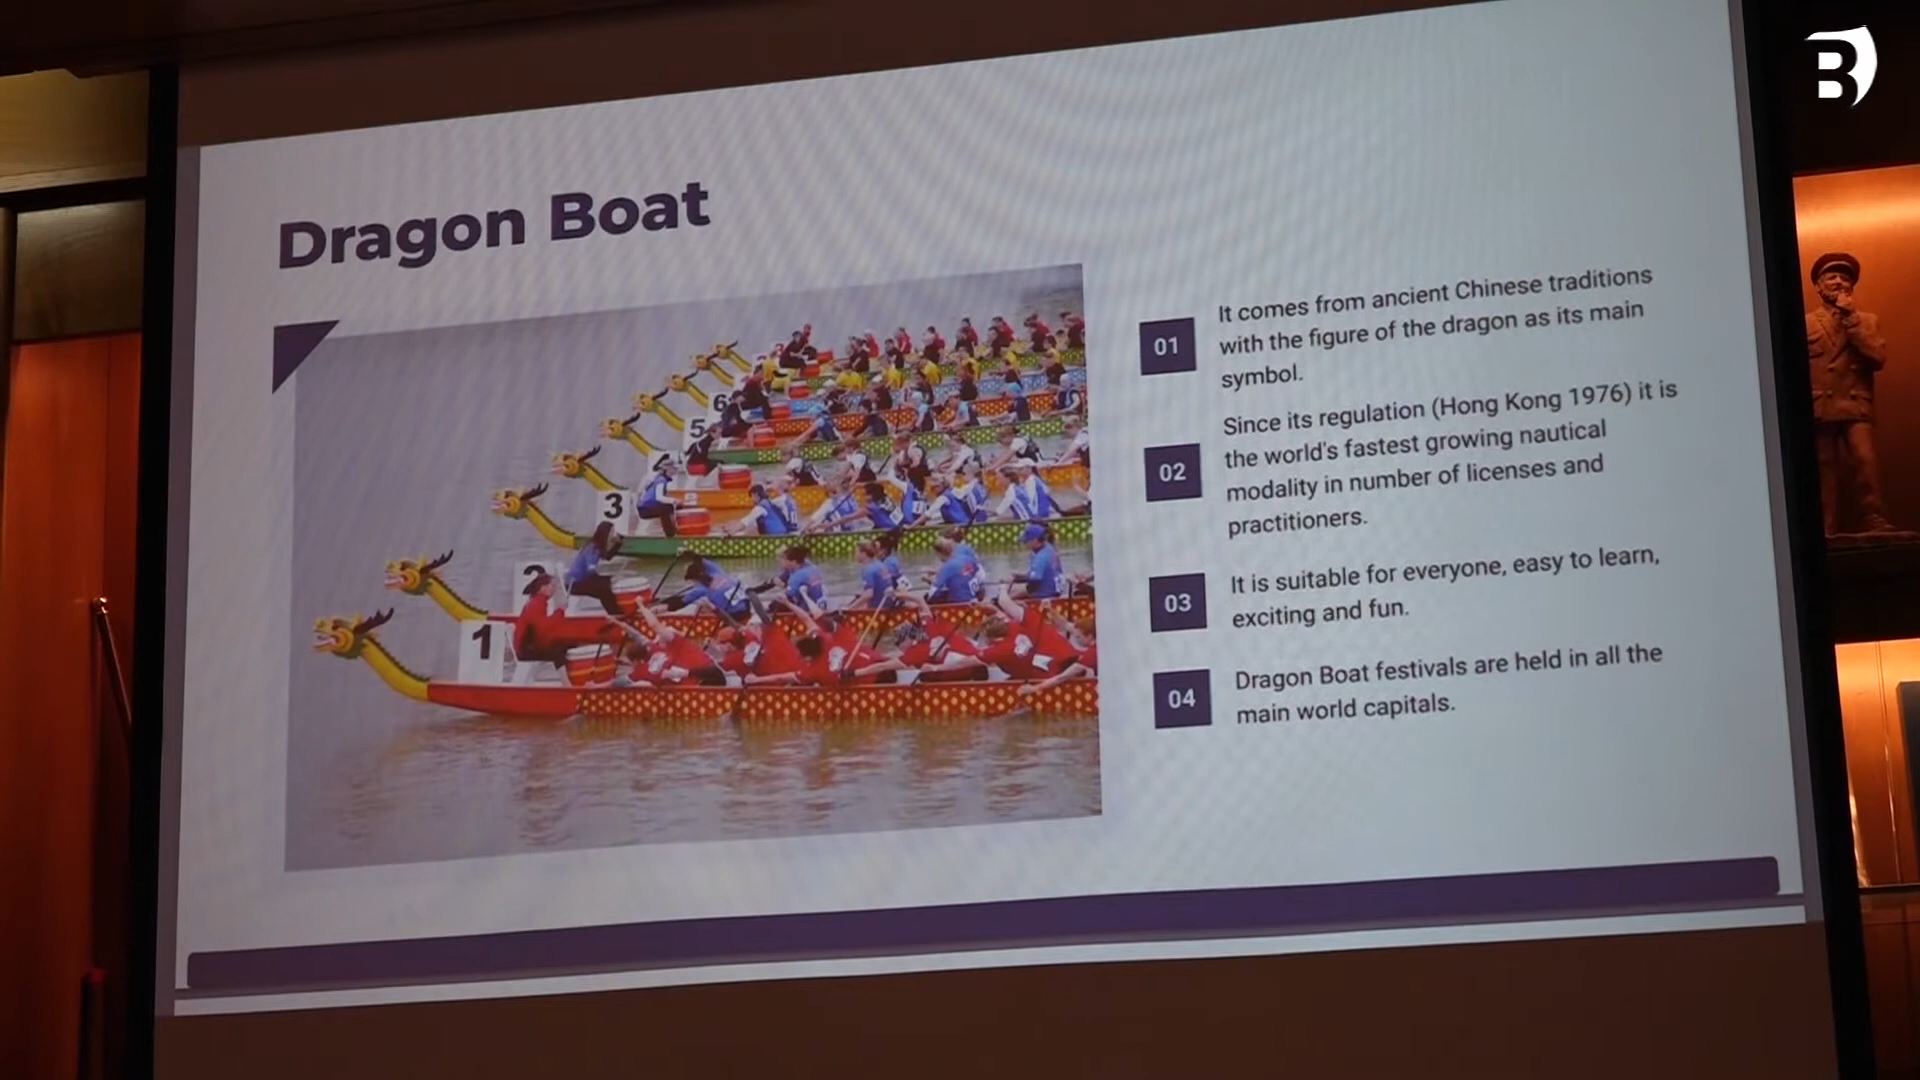 Dragon Boat
6
5
3
2
1
01
It comes from ancient Chinese traditions
with the figure of the dragon as its main
symbol.
02
Since its regulation (Hong Kong 1976) it is
the world's fastest growing nautical
modality in number of licenses and
practitioners.
03
It is suitable for everyone, easy to learn,
exciting and fun.
04
Dragon Boat festivals are held in all the
main world capitals.
B